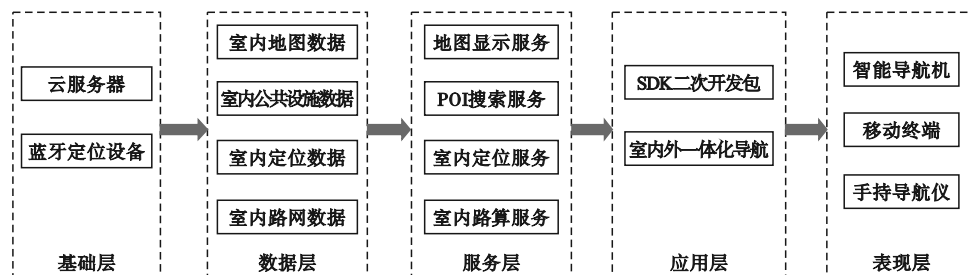 云服务器
蓝牙定位设备
基础层
室内地图数据
室内公共设施数据
室内定位数据
室内路网数据
数据层
地图显示服务
POI搜索服务
室内定位服务
室内路算服务
服务层
SDK二次开发包
室内外一体化导航
应用层
智能导航机
移动终端
手持导航仪
表现层